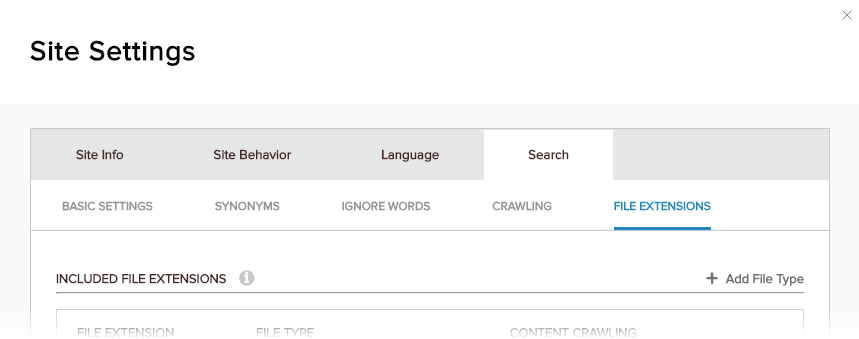 Site Settings
Site Info Site Behavior Language Search
BASIC SETTINGS SYNONYMS IGNORE WORDS CRAWLING FILE EXTENSIONS
INCLUDED FILE EXTENSIONS + Add File Type
FILE EXTENSION FILE TYPE CONTENT CRAWLING